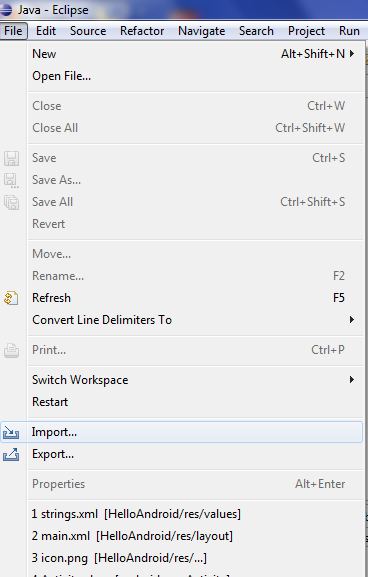 Java - Eclipse
File Edit Source Refactor Navigate Search Project Run
New Alt+Shift+N
Open File...
Close Ctrl+W
Close All Ctrl+Shift+W
Save Ctrl+S
Save As...
Save All Ctrl+Shift+S
Revert
Move...
Rename... F2
Refresh F5
Convert Line Delimiters To
Print... Ctrl+P
Switch Workspace
Restart
Import...
Export...
Properties Alt+Enter
1 strings.xml [HelloAndroid/res/values]
2 main.xml [HelloAndroid/res/layout]
3 icon.png [HelloAndroid/res/...]